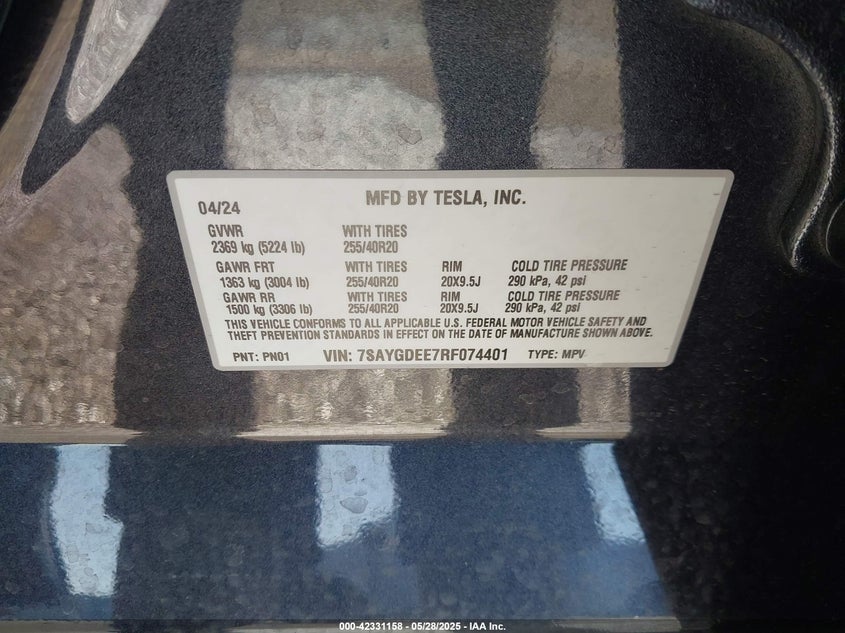 MFD BY TESLA, INC.
04/24
GVWR WITH TIRES
2369 kg (5224 lb) 255/40R20
GAWR FRT WITH TIRES RIM COLD TIRE PRESSURE
1363 kg (3004 lb) 255/40R20 20X9.5J 290 kPa, 42 psi
GAWR RR WITH TIRES RIM COLD TIRE PRESSURE
1500 kg (3306 lb) 255/40R20 20X9.5J 290 kPa, 42 psi
THIS VEHICLE CONFORMS TO ALL APPLICABLE U.S. FEDERAL MOTOR VEHICLE SAFETY AND
THEFT PREVENTION STANDARDS IN EFFECT ON THE DATE OF MANUFACTURE SHOWN ABOVE.
PNT: PN01 VIN: 7SAYGDEE7RF074401 TYPE: MPV
000-42331158 - 05/28/2025 - IAA Inc.